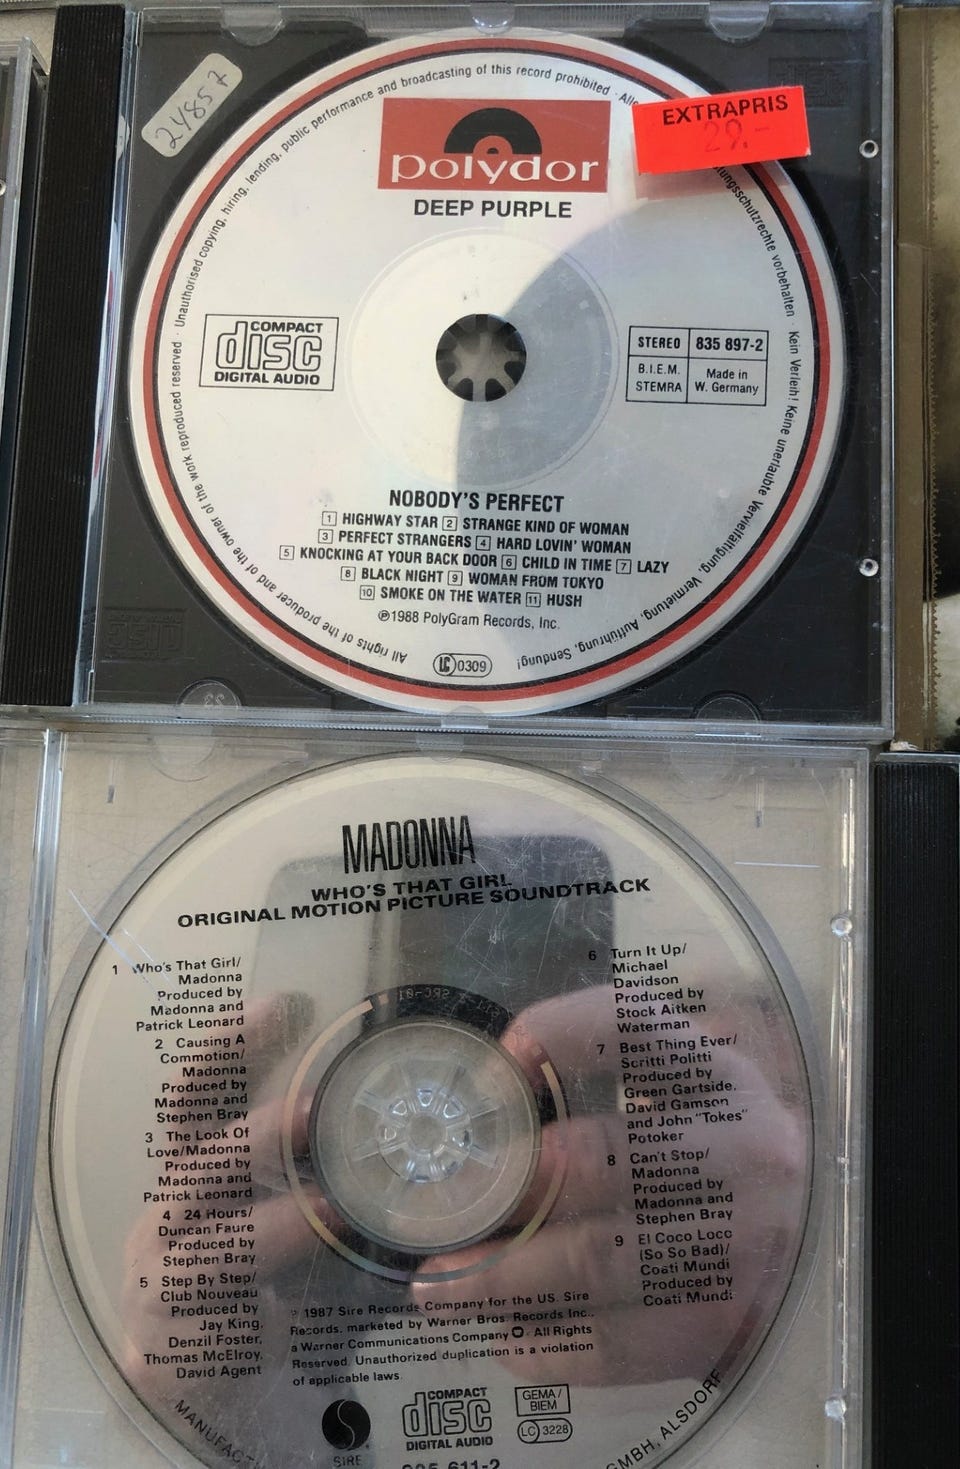 24857
EXTRAPRIS
29.-
Unauthorised copying, hiring, lending, public performance and broadcasting of this record prohibited · Alle
tungsschutzrechte vorbehalten · Kein Verleih! Keine unerlaubte Vervielfältigung, Vermietung, Aufführung, Sendung!
All rights of the producer and of the owner of the work reproduced reserved ·
polydor
DEEP PURPLE
COMPACT
disc
DIGITAL AUDIO
STEREO 835 897-2
B.I.E.M. Made in
STEMRA W. Germany
NOBODY'S PERFECT
1 HIGHWAY STAR 2 STRANGE KIND OF WOMAN
3 PERFECT STRANGERS 4 HARD LOVIN' WOMAN
5 KNOCKING AT YOUR BACK DOOR 6 CHILD IN TIME 7 LAZY
8 BLACK NIGHT 9 WOMAN FROM TOKYO
10 SMOKE ON THE WATER 11 HUSH
℗1988 PolyGram Records, Inc.
LC 0309
MADONNA
WHO'S THAT GIRL
ORIGINAL MOTION PICTURE SOUNDTRACK
1 Who's That Girl/
Madonna
Produced by
Madonna and
Patrick Leonard
2 Causing A
Commotion/
Madonna
Produced by
Madonna and
Stephen Bray
3 The Look Of
Love/Madonna
Produced by
Madonna and
Patrick Leonard
4 24 Hours/
Duncan Faure
Produced by
Stephen Bray
5 Step By Step/
Club Nouveau
Produced by
Jay King,
Denzil Foster,
Thomas McElroy,
David Agent
6 Turn It Up/
Michael
Davidson
Produced by
Stock Aitken
Waterman
7 Best Thing Ever/
Scritti Politti
Produced by
Green Gartside,
David Gamson
and John "Tokes"
Potoker
8 Can't Stop/
Madonna
Produced by
Madonna and
Stephen Bray
9 El Coco Loco
(So So Bad)/
Coati Mundi
Produced by
Coati Mundi
℗ 1987 Sire Records Company for the US. Sire
Records, marketed by Warner Bros. Records Inc.,
a Warner Communications Company. All Rights
Reserved. Unauthorized duplication is a violation
of applicable laws.
SIRE
COMPACT
disc
DIGITAL AUDIO
GEMA/
BIEM
LC 3228
611-2
MANUFAC
GMBH, ALSDORF